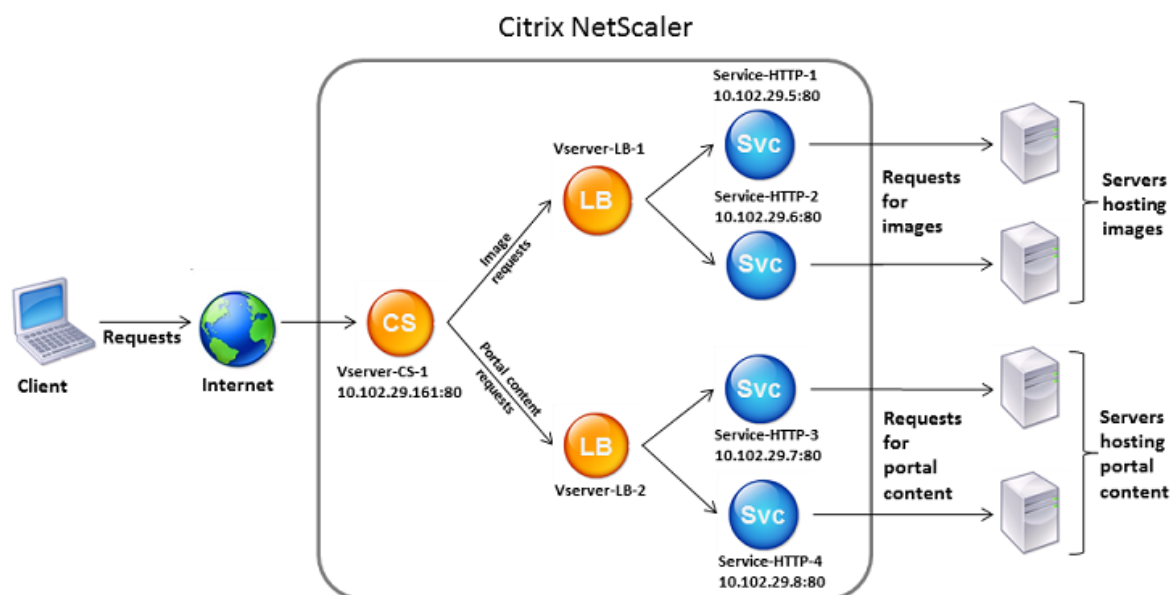 Citrix NetScaler
Service-HTTP-1
10.102.29.5:80
Svc
Vserver-LB-1
LB
Service-HTTP-2
10.102.29.6:80
Svc
Requests
for
images
Servers
hosting
images
Image
requests
Client
Requests
Internet
CS
Vserver-CS-1
10.102.29.161:80
Portal content
requests
LB
Vserver-LB-2
Svc
Service-HTTP-3
10.102.29.7:80
Svc
Service-HTTP-4
10.102.29.8:80
Requests
for
portal
content
Servers
hosting
portal
content